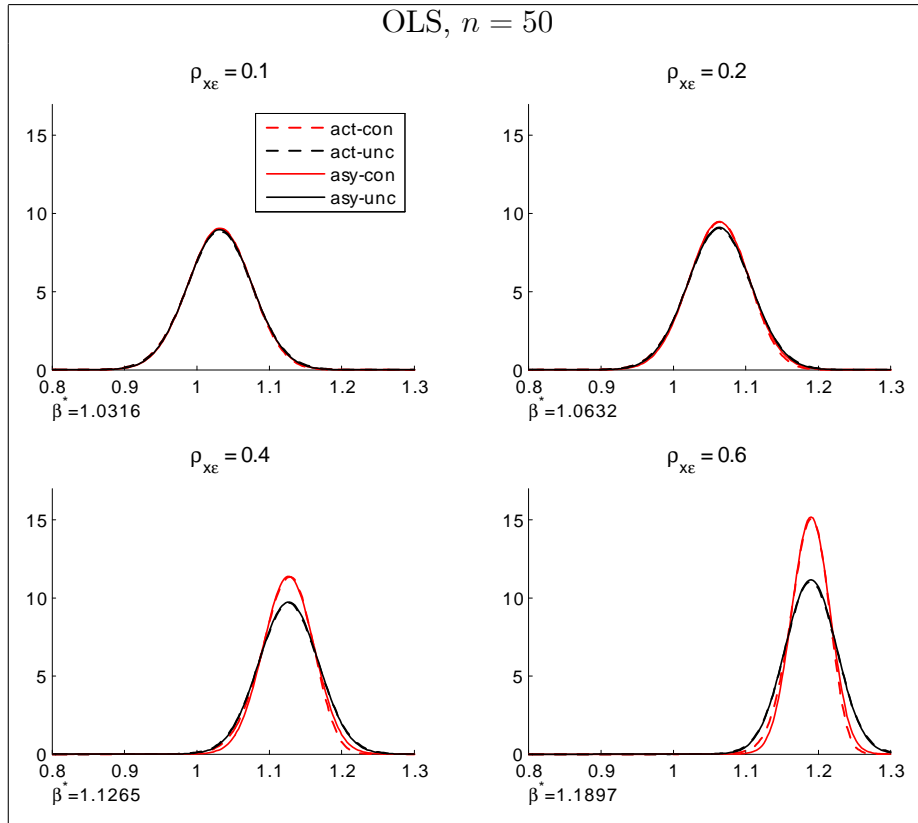 OLS, n = 50
ρxε = 0.1
ρxε = 0.2
15
10
5
0
0.8 0.9 1 1.1 1.2 1.3
β*=1.0316
act-con
act-unc
asy-con
asy-unc
15
10
5
0
0.8 0.9 1 1.1 1.2 1.3
β*=1.0632
ρxε = 0.4
ρxε = 0.6
15
10
5
0
0.8 0.9 1 1.1 1.2 1.3
β*=1.1265
15
10
5
0
0.8 0.9 1 1.1 1.2 1.3
β*=1.1897